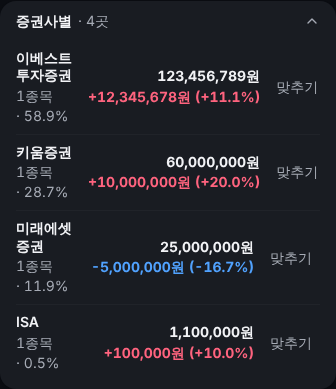 증권사별 · 4곳
이베스트
투자증권
1종목
· 58.9%
123,456,789원
+12,345,678원 (+11.1%)
맞추기
키움증권
1종목
· 28.7%
60,000,000원
+10,000,000원 (+20.0%)
맞추기
미래에셋
증권
1종목
· 11.9%
25,000,000원
-5,000,000원 (-16.7%)
맞추기
ISA
1종목
· 0.5%
1,100,000원
+100,000원 (+10.0%)
맞추기